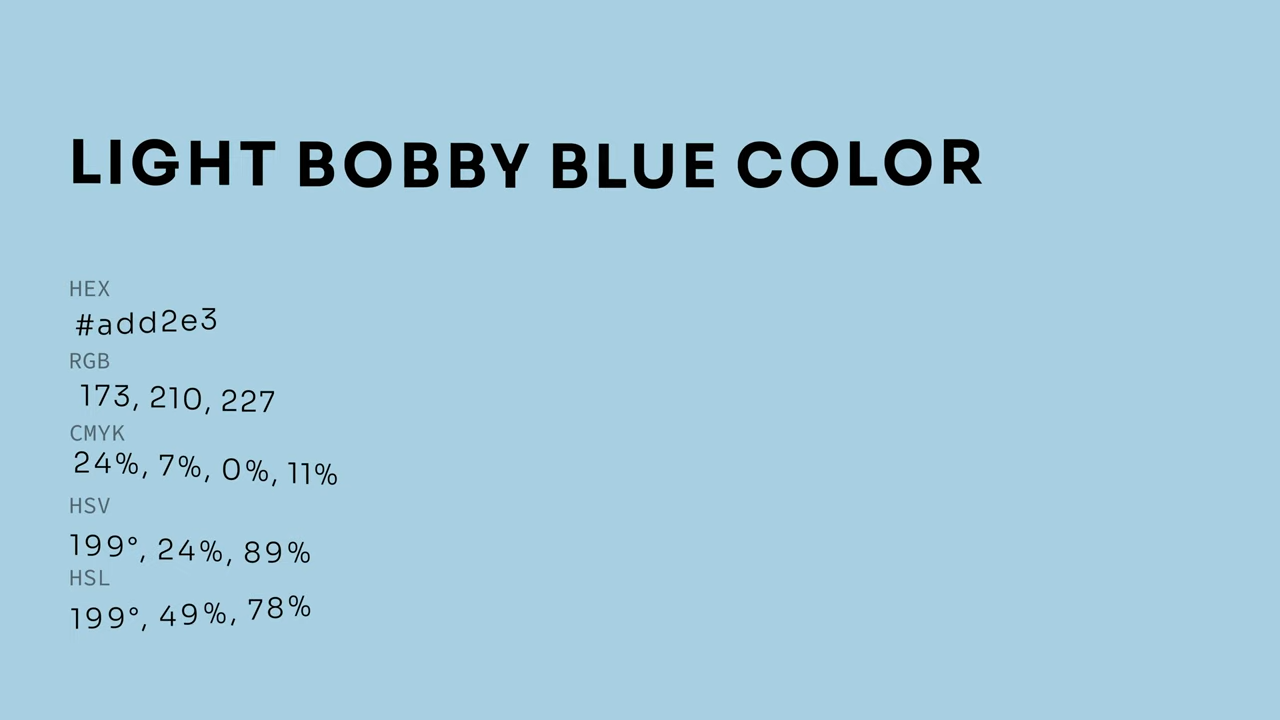 LIGHT BOBBY BLUE COLOR
HEX
#add2e3
RGB
173, 210, 227
CMYK
24%, 7%, 0%, 11%
HSV
199°, 24%, 89%
HSL
199°, 49%, 78%